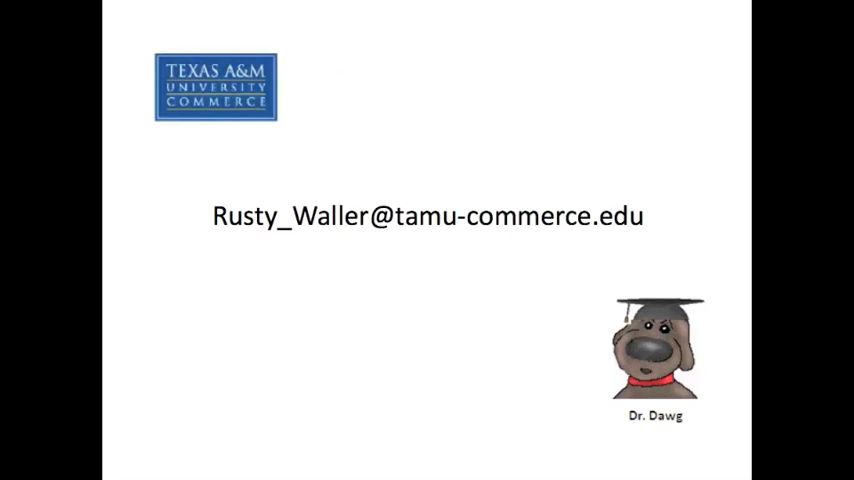 TEXAS A&M
UNIVERSITY
COMMERCE
Rusty_Waller@tamu-commerce.edu
Dr. Dawg